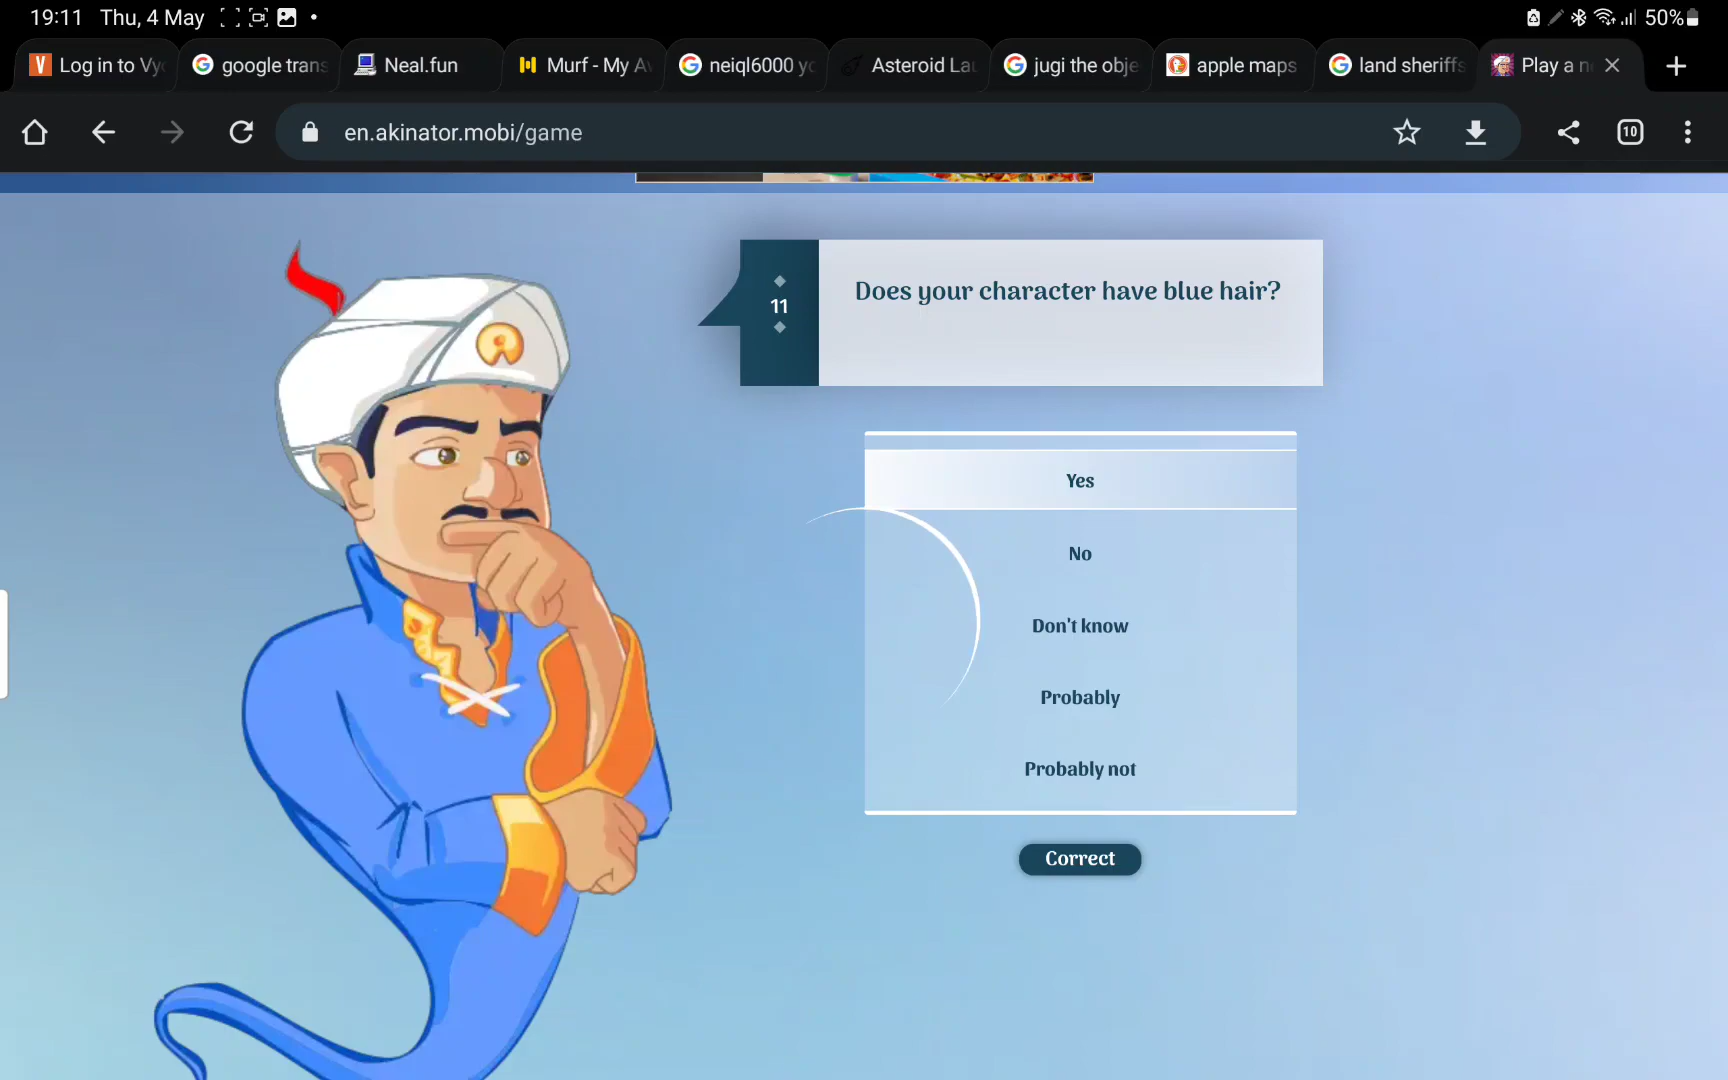 19:11 Thu, 4 May
50%
Log in to Vy
google trans
Neal.fun
Murf - My A
neiql6000 yo
Asteroid Lau
jugi the obje
apple maps
land sheriffs
Play a n
en.akinator.mobi/game
10
11
Does your character have blue hair?
Yes
No
Don't know
Probably
Probably not
Correct